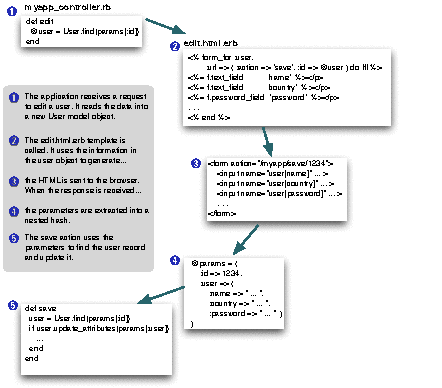 1 myapp_controller.rb
def edit
@user = User.find(params[:id])
end
2 edit.html.erb
<% form_for :user,
:url => { :action => 'save', :id => @user } do |f| %>
<%= f.text_field 'name' %></p>
<%= f.text_field 'country' %></p>
<%= f.password_field 'password' %></p>
. . .
<% end %>
1 The application receives a request
to edit a user. It reads the data into
a new User model object.
2 The edit.html.erb template is
called. It uses the information in
the user object to generate...
3 the HTML is sent to the browser.
When the response is received...
4 the parameters are extracted into a
nested hash.
5 The save action uses the
parameters to find the user record
and update it.
3 <form action="/myapp/save/1234">
<input name="user[name]" ... >
<input name="user[country]" ... >
<input name="user[password]" ... >
. . .
</form>
4 @params = {
:id => 1234,
:user => {
:name => " ... ",
:country => " ... ",
:password => " ... " }
}
5 def save
user = User.find(params[:id])
if user.update_attributes(params[:user])
...
end
end